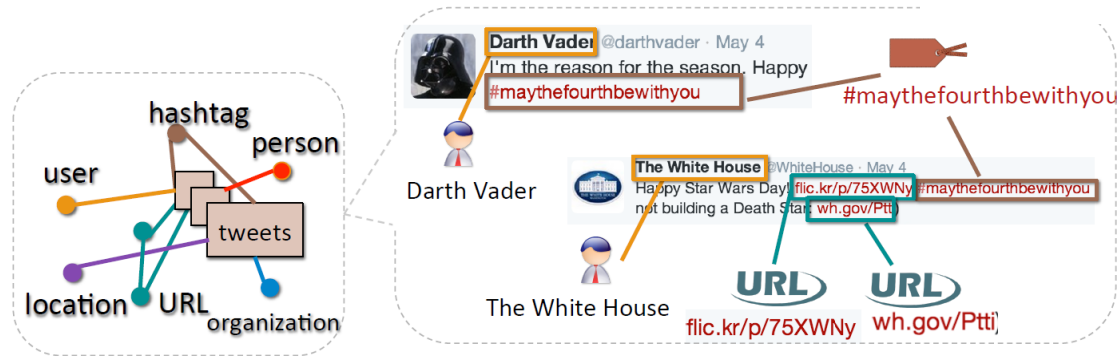 hashtag
person
user
tweets
location
URL
organization
Darth Vader @darthvader · May 4
I'm the reason for the season. Happy
#maythefourthbewithyou
#maythefourthbewithyou
Darth Vader
The White House @WhiteHouse · May 4
Happy Star Wars Day! flic.kr/p/75XWNy #maythefourthbewithyou
not building a Death Star: wh.gov/Ptti)
The White House
URL
flic.kr/p/75XWNy
URL
wh.gov/Ptti)